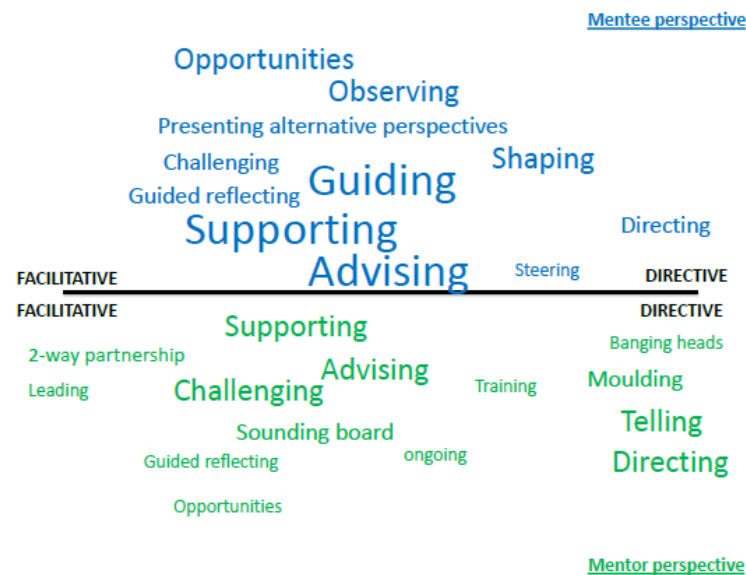 Mentee perspective
Opportunities
Observing
Presenting alternative perspectives
Challenging
Shaping
Guiding
Guided reflecting
Supporting
Directing
Advising
Steering
FACILITATIVE
DIRECTIVE
FACILITATIVE
DIRECTIVE
Supporting
Banging heads
2-way partnership
Advising
Moulding
Leading
Challenging
Training
Telling
Sounding board
ongoing
Guided reflecting
Directing
Opportunities
Mentor perspective